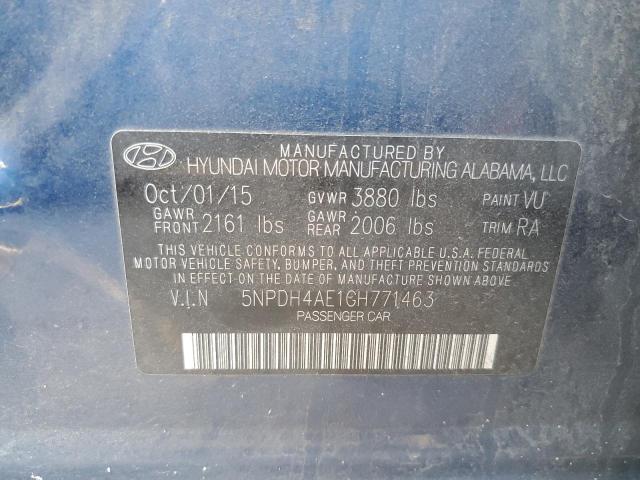 MANUFACTURED BY
HYUNDAI MOTOR MANUFACTURING ALABAMA, LLC
Oct/01/15 GVWR 3880 lbs PAINT VU
GAWR FRONT 2161 lbs GAWR REAR 2006 lbs TRIM RA
THIS VEHICLE CONFORMS TO ALL APPLICABLE U.S.A. FEDERAL
MOTOR VEHICLE SAFETY, BUMPER, AND THEFT PREVENTION STANDARDS
IN EFFECT ON THE DATE OF MANUFACTURE SHOWN ABOVE
V.I.N 5NPDH4AE1GH771463
PASSENGER CAR